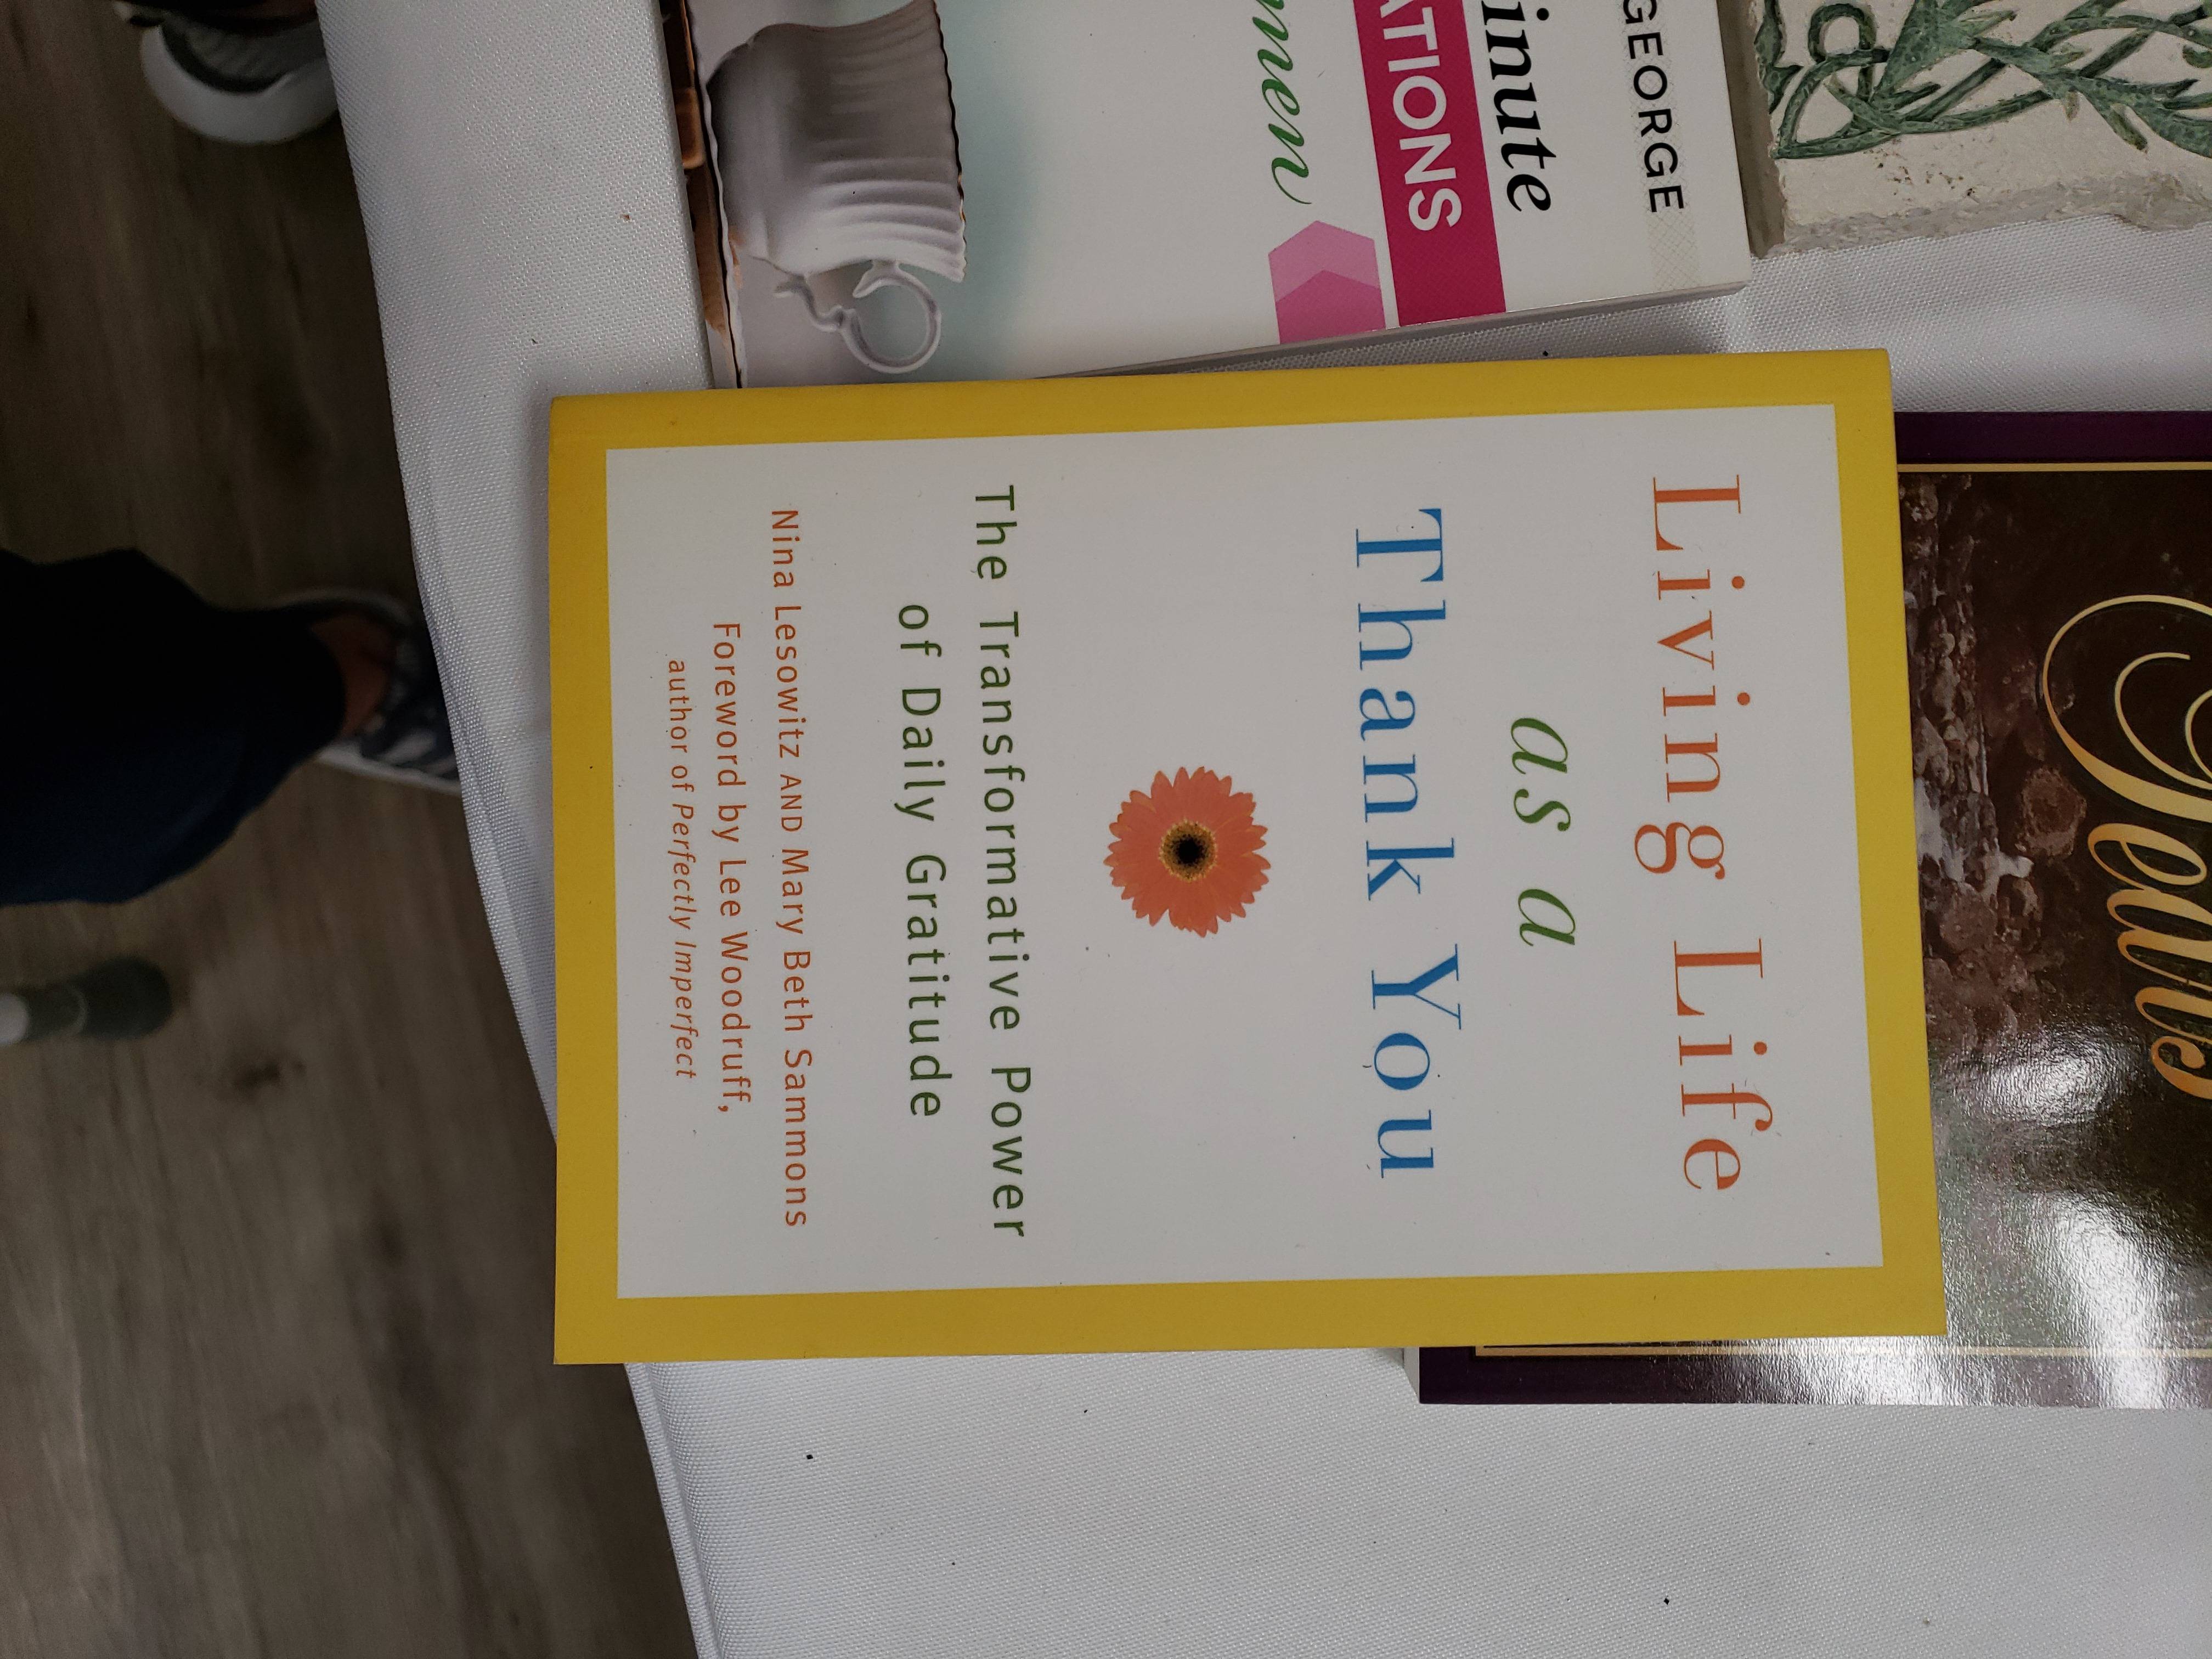 Living Life
as a
Thank You
The Transformative Power
of Daily Gratitude
Nina Lesowitz AND Mary Beth Sammons
Foreword by Lee Woodruff,
author of Perfectly Imperfect
GEORGE
inute
ATIONS
men